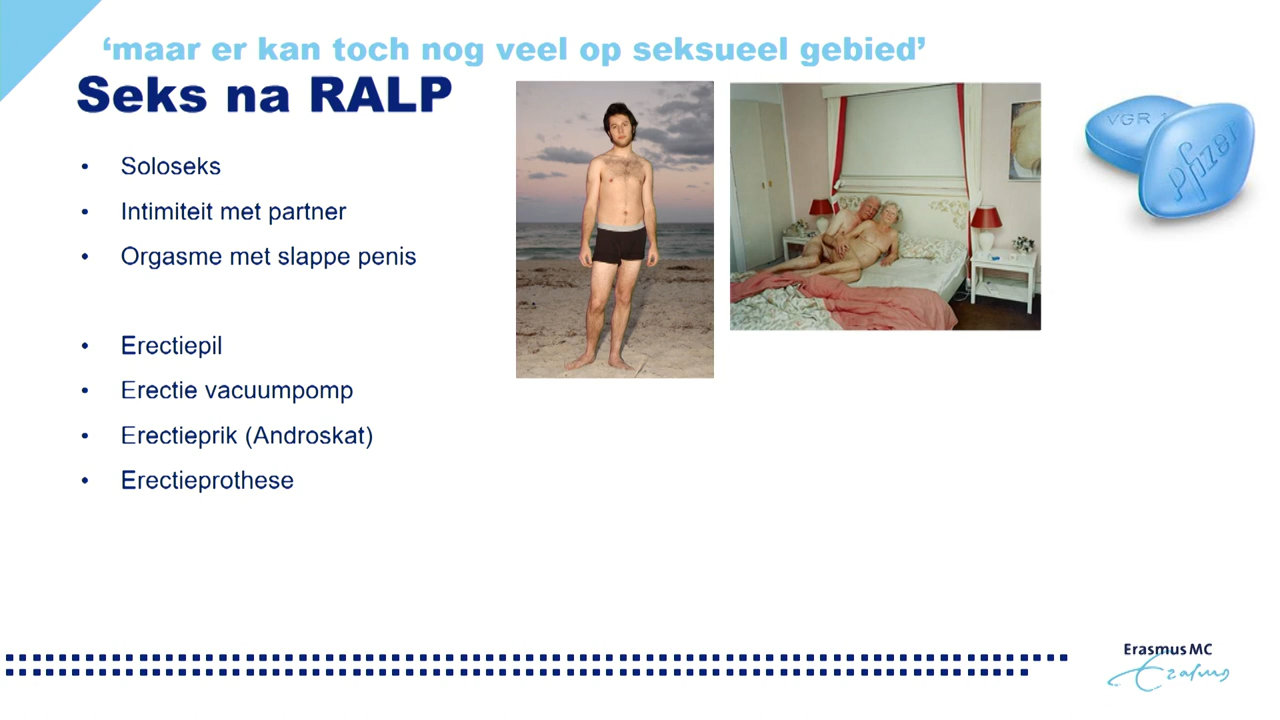 ‘maar er kan toch nog veel op seksueel gebied’
Seks na RALP
• Soloseks
• Intimiteit met partner
• Orgasme met slappe penis
• Erectiepil
• Erectie vacuumpomp
• Erectieprik (Androskat)
• Erectieprothese
VGR
pfizer
Erasmus MC
Erasmus